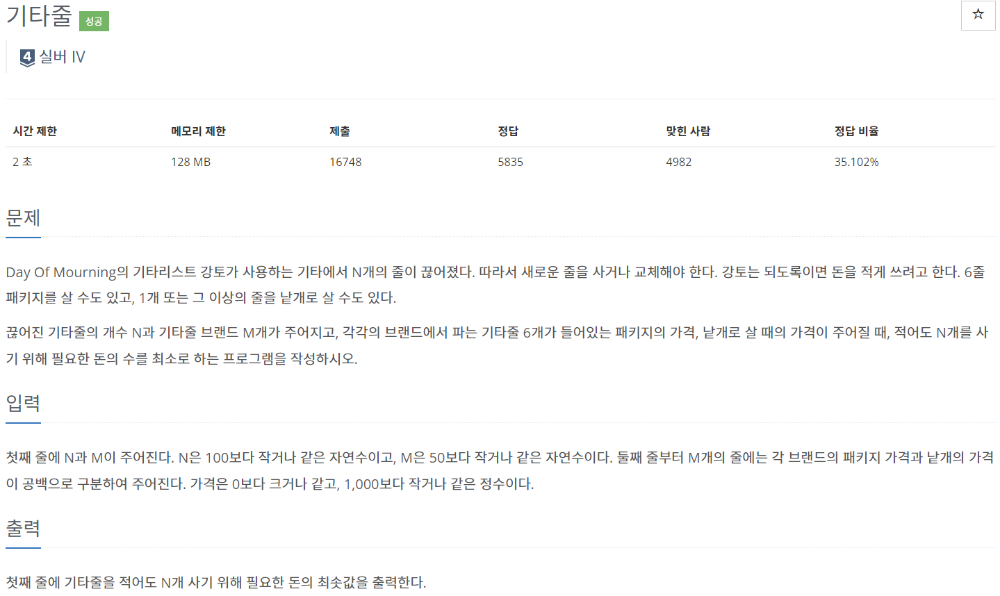 기타줄 성공
☆
4 실버 IV
시간 제한 메모리 제한 제출 정답 맞힌 사람 정답 비율
2 초 128 MB 16748 5835 4982 35.102%
문제
Day Of Mourning의 기타리스트 강토가 사용하는 기타에서 N개의 줄이 끊어졌다. 따라서 새로운 줄을 사거나 교체해야 한다. 강토는 되도록이면 돈을 적게 쓰려고 한다. 6줄
패키지를 살 수도 있고, 1개 또는 그 이상의 줄을 낱개로 살 수도 있다.
끊어진 기타줄의 개수 N과 기타줄 브랜드 M개가 주어지고, 각각의 브랜드에서 파는 기타줄 6개가 들어있는 패키지의 가격, 낱개로 살 때의 가격이 주어질 때, 적어도 N개를 사
기 위해 필요한 돈의 수를 최소로 하는 프로그램을 작성하시오.
입력
첫째 줄에 N과 M이 주어진다. N은 100보다 작거나 같은 자연수이고, M은 50보다 작거나 같은 자연수이다. 둘째 줄부터 M개의 줄에는 각 브랜드의 패키지 가격과 낱개의 가격
이 공백으로 구분하여 주어진다. 가격은 0보다 크거나 같고, 1,000보다 작거나 같은 정수이다.
출력
첫째 줄에 기타줄을 적어도 N개 사기 위해 필요한 돈의 최솟값을 출력한다.